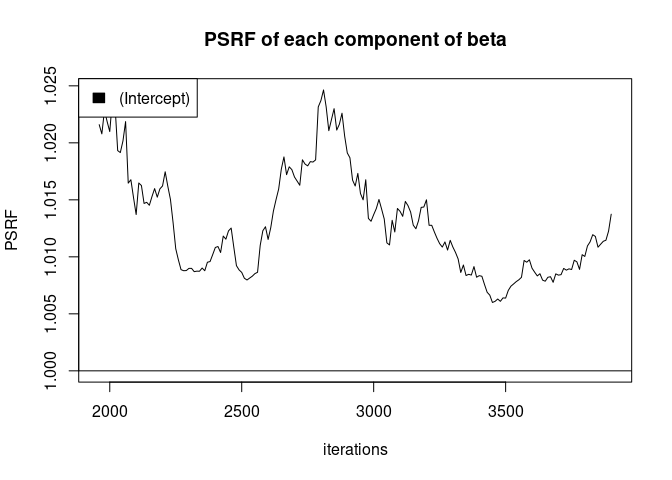 PSRF of each component of beta
(Intercept)
PSRF
1.025
1.020
1.015
1.010
1.005
1.000
2000 2500 3000 3500
iterations